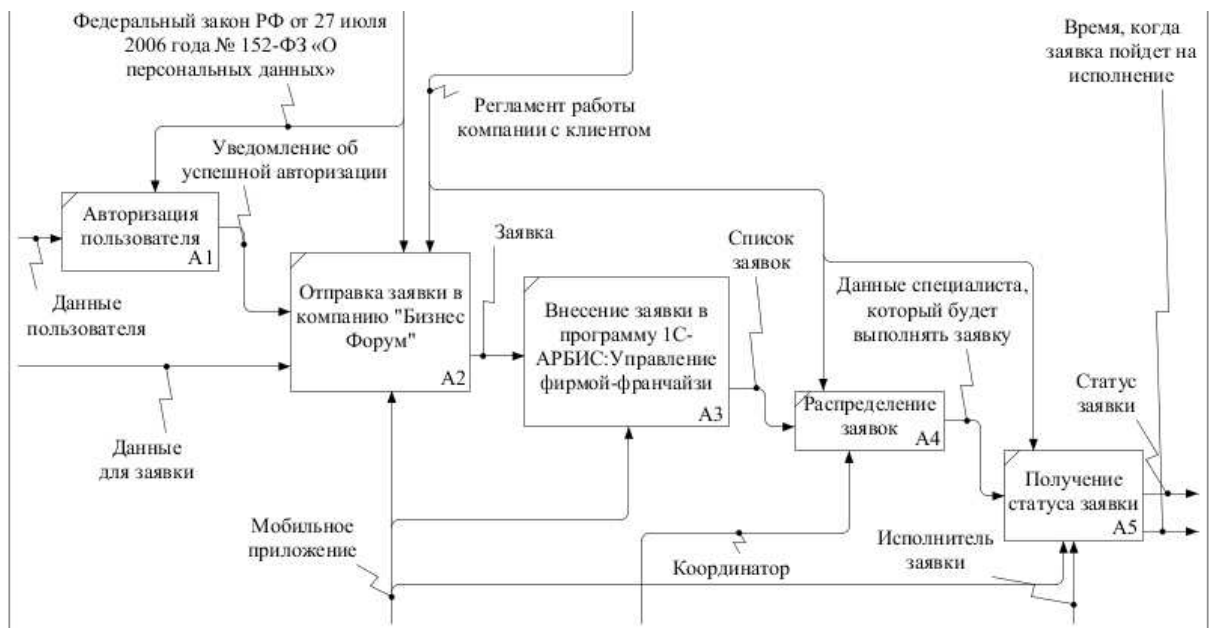 Федеральный закон РФ от 27 июля
2006 года № 152-ФЗ «О
персональных данных»
Время, когда
заявка пойдет на
исполнение
Регламент работы
компании с клиентом
Уведомление об
успешной авторизации
Авторизация
пользователя
A1
Данные
пользователя
Заявка
Список
заявок
Отправка заявки в
компанию "Бизнес
Форум"
A2
Внесение заявки в
программу 1С-
АРБИС:Управление
фирмой-франчайзи
A3
Данные специалиста,
который будет
выполнять заявку
Распределение
заявок
A4
Статус
заявки
Данные
для заявки
Получение
статуса заявки
A5
Мобильное
приложение
Координатор
Исполнитель
заявки